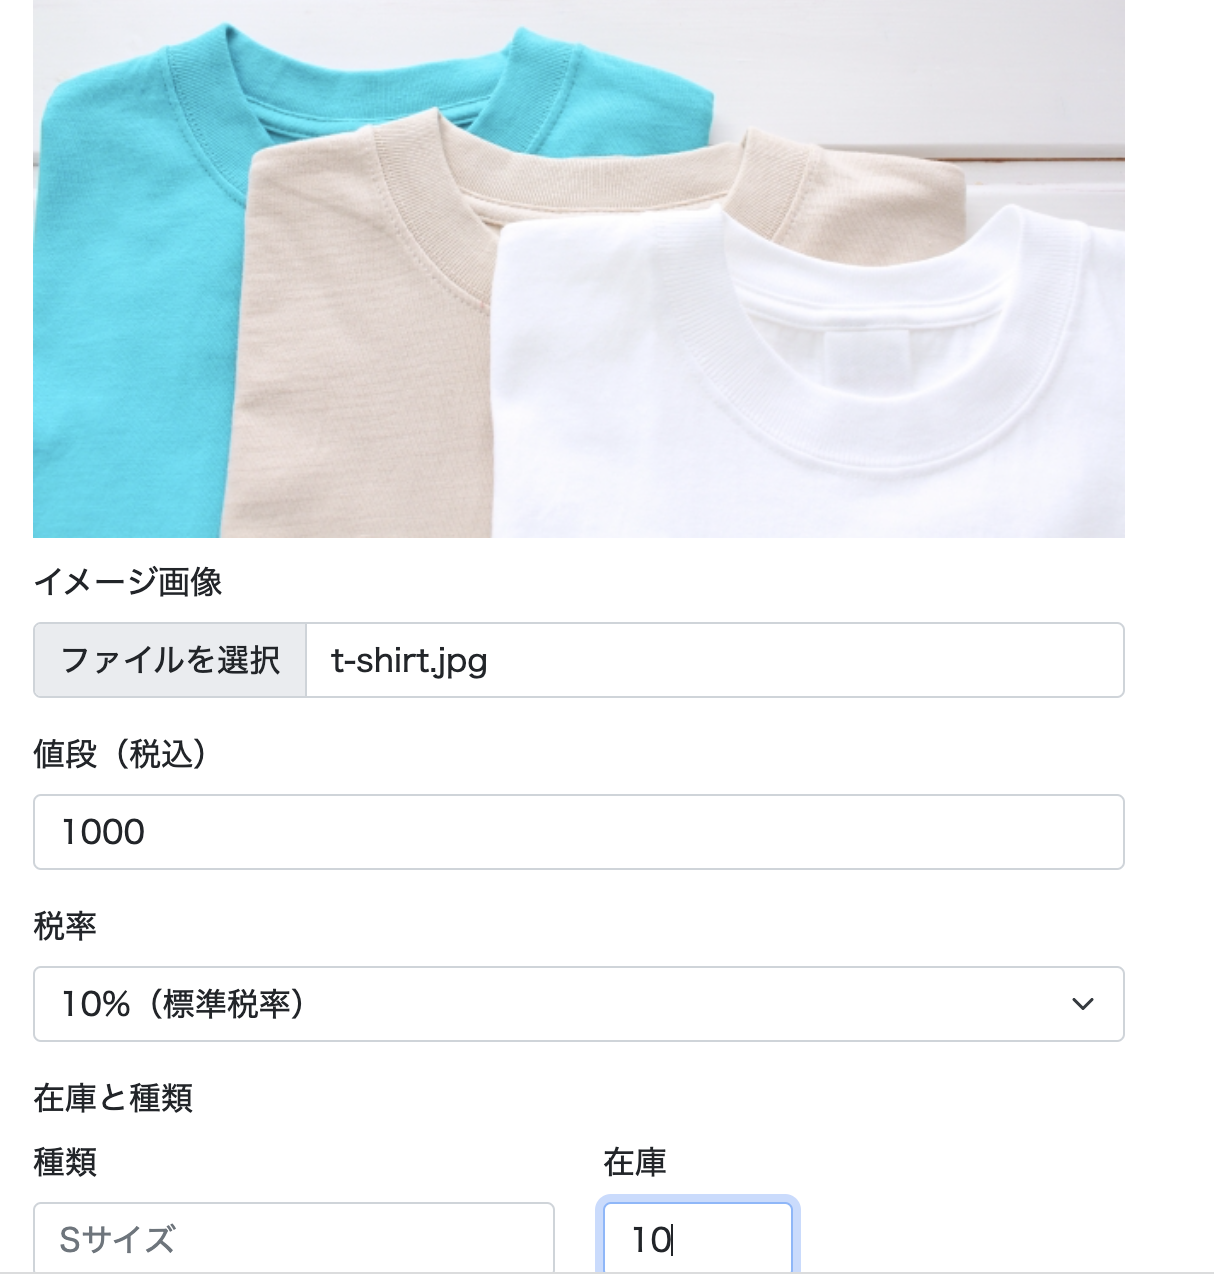 イメージ画像
ファイルを選択 t-shirt.jpg
値段（税込）
1000
税率
10%（標準税率）
在庫と種類
種類 在庫
Sサイズ 10